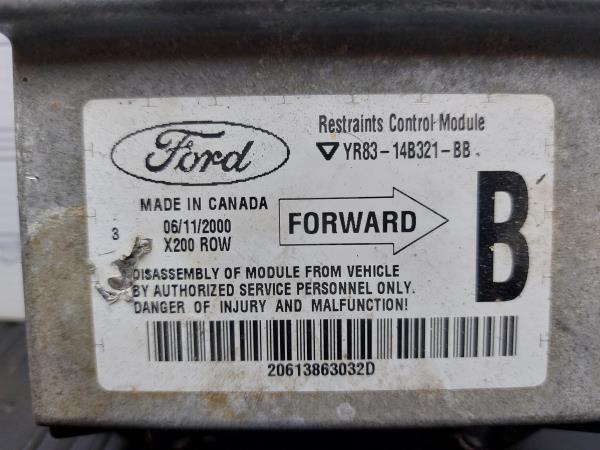 Ford
Restraints Control Module
YR83-14B321-BB
MADE IN CANADA
06/11/2000
3
X200 ROW
FORWARD
B
DISASSEMBLY OF MODULE FROM VEHICLE
BY AUTHORIZED SERVICE PERSONNEL ONLY.
DANGER OF INJURY AND MALFUNCTION!
20613863032D